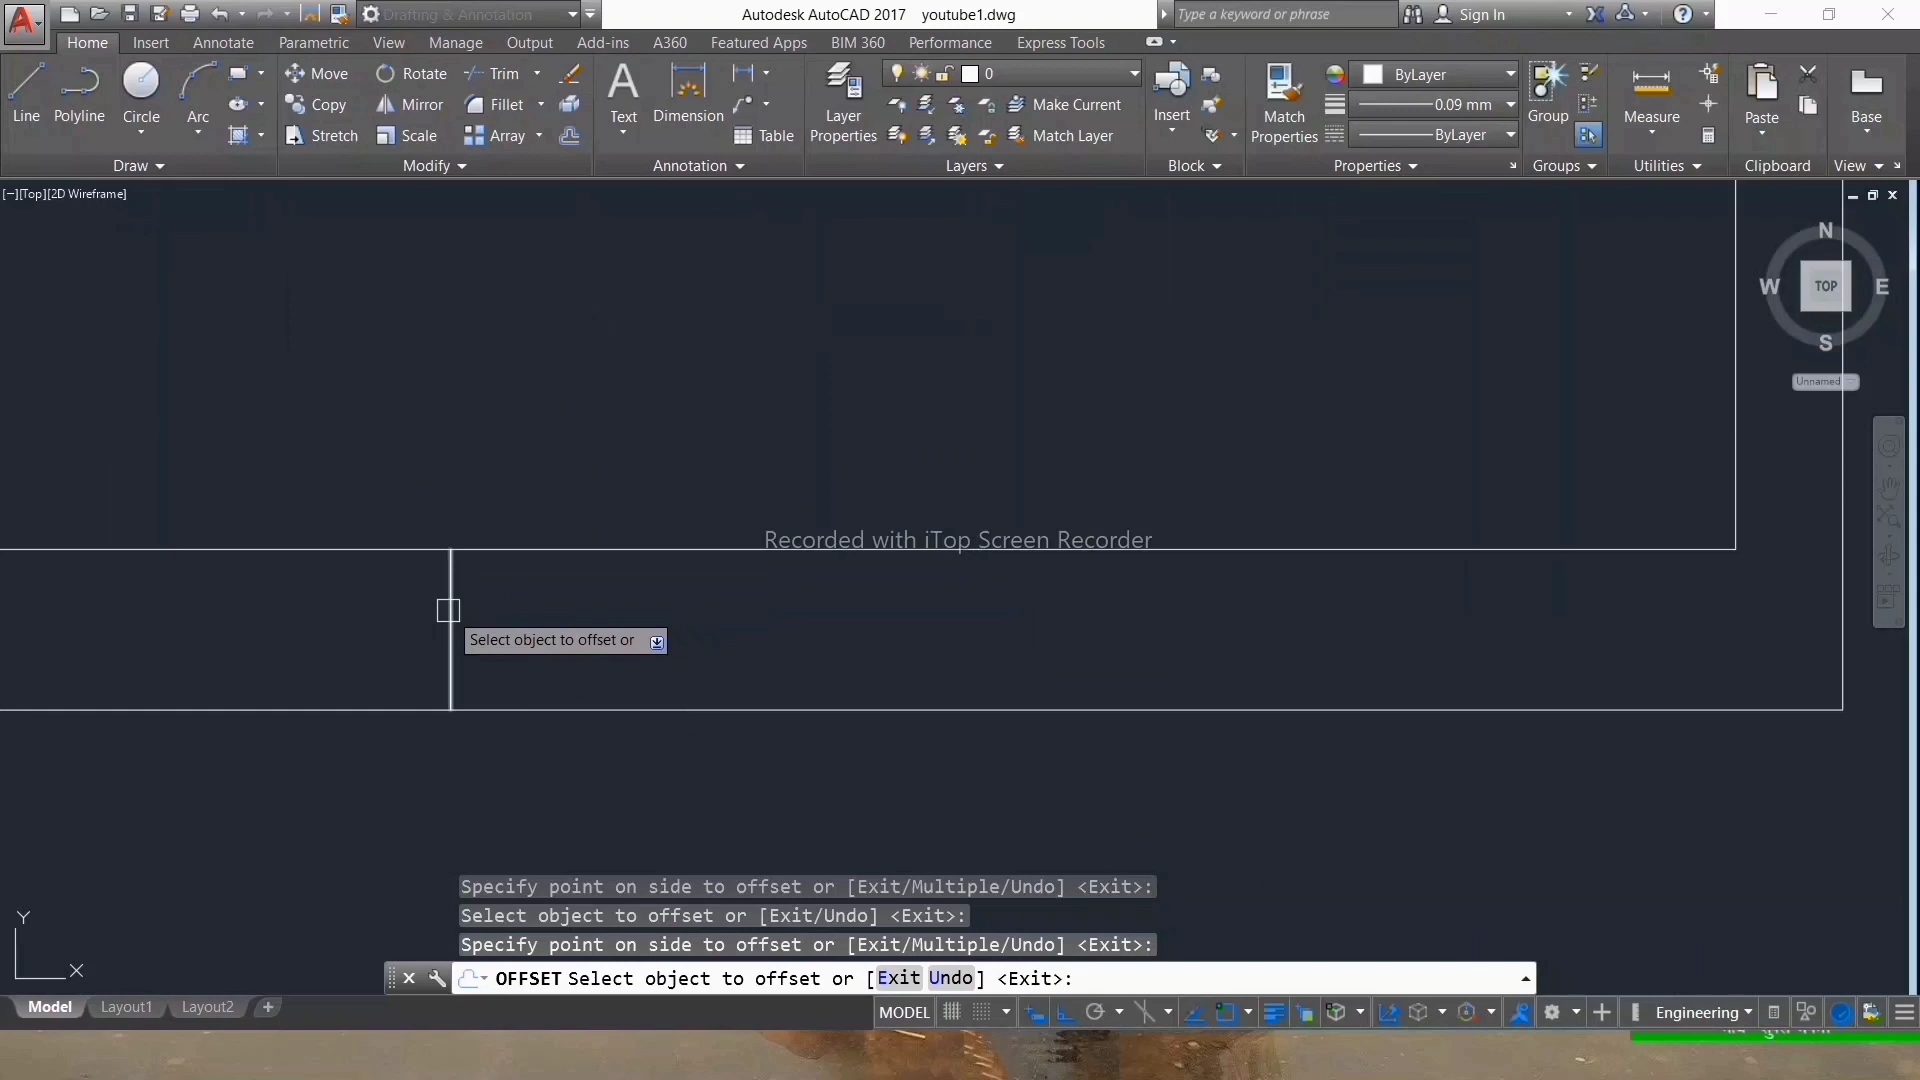 Drafting & Annotation
Autodesk AutoCAD 2017 youtube1.dwg
Type a keyword or phrase
Sign In
Home Insert Annotate Parametric View Manage Output Add-ins A360 Featured Apps BIM 360 Performance Express Tools
Line
Polyline
Circle
Arc
Move
Copy
Stretch
Rotate
Mirror
Scale
Trim
Fillet
Array
Text
Dimension
Table
Layer
Properties
0
Make Current
Match Layer
Insert
Match
Properties
ByLayer
0.09 mm
ByLayer
Group
Measure
Paste
Base
Draw Modify Annotation Layers Block Properties Groups Utilities Clipboard View
[−][Top][2D Wireframe]
N
W TOP E
S
Unnamed
Recorded with iTop Screen Recorder
Select object to offset or
Specify point on side to offset or [Exit/Multiple/Undo] <Exit>:
Select object to offset or [Exit/Undo] <Exit>:
Specify point on side to offset or [Exit/Multiple/Undo] <Exit>:
OFFSET Select object to offset or [Exit Undo] <Exit>:
Y
X
Model Layout1 Layout2 +
MODEL
Engineering